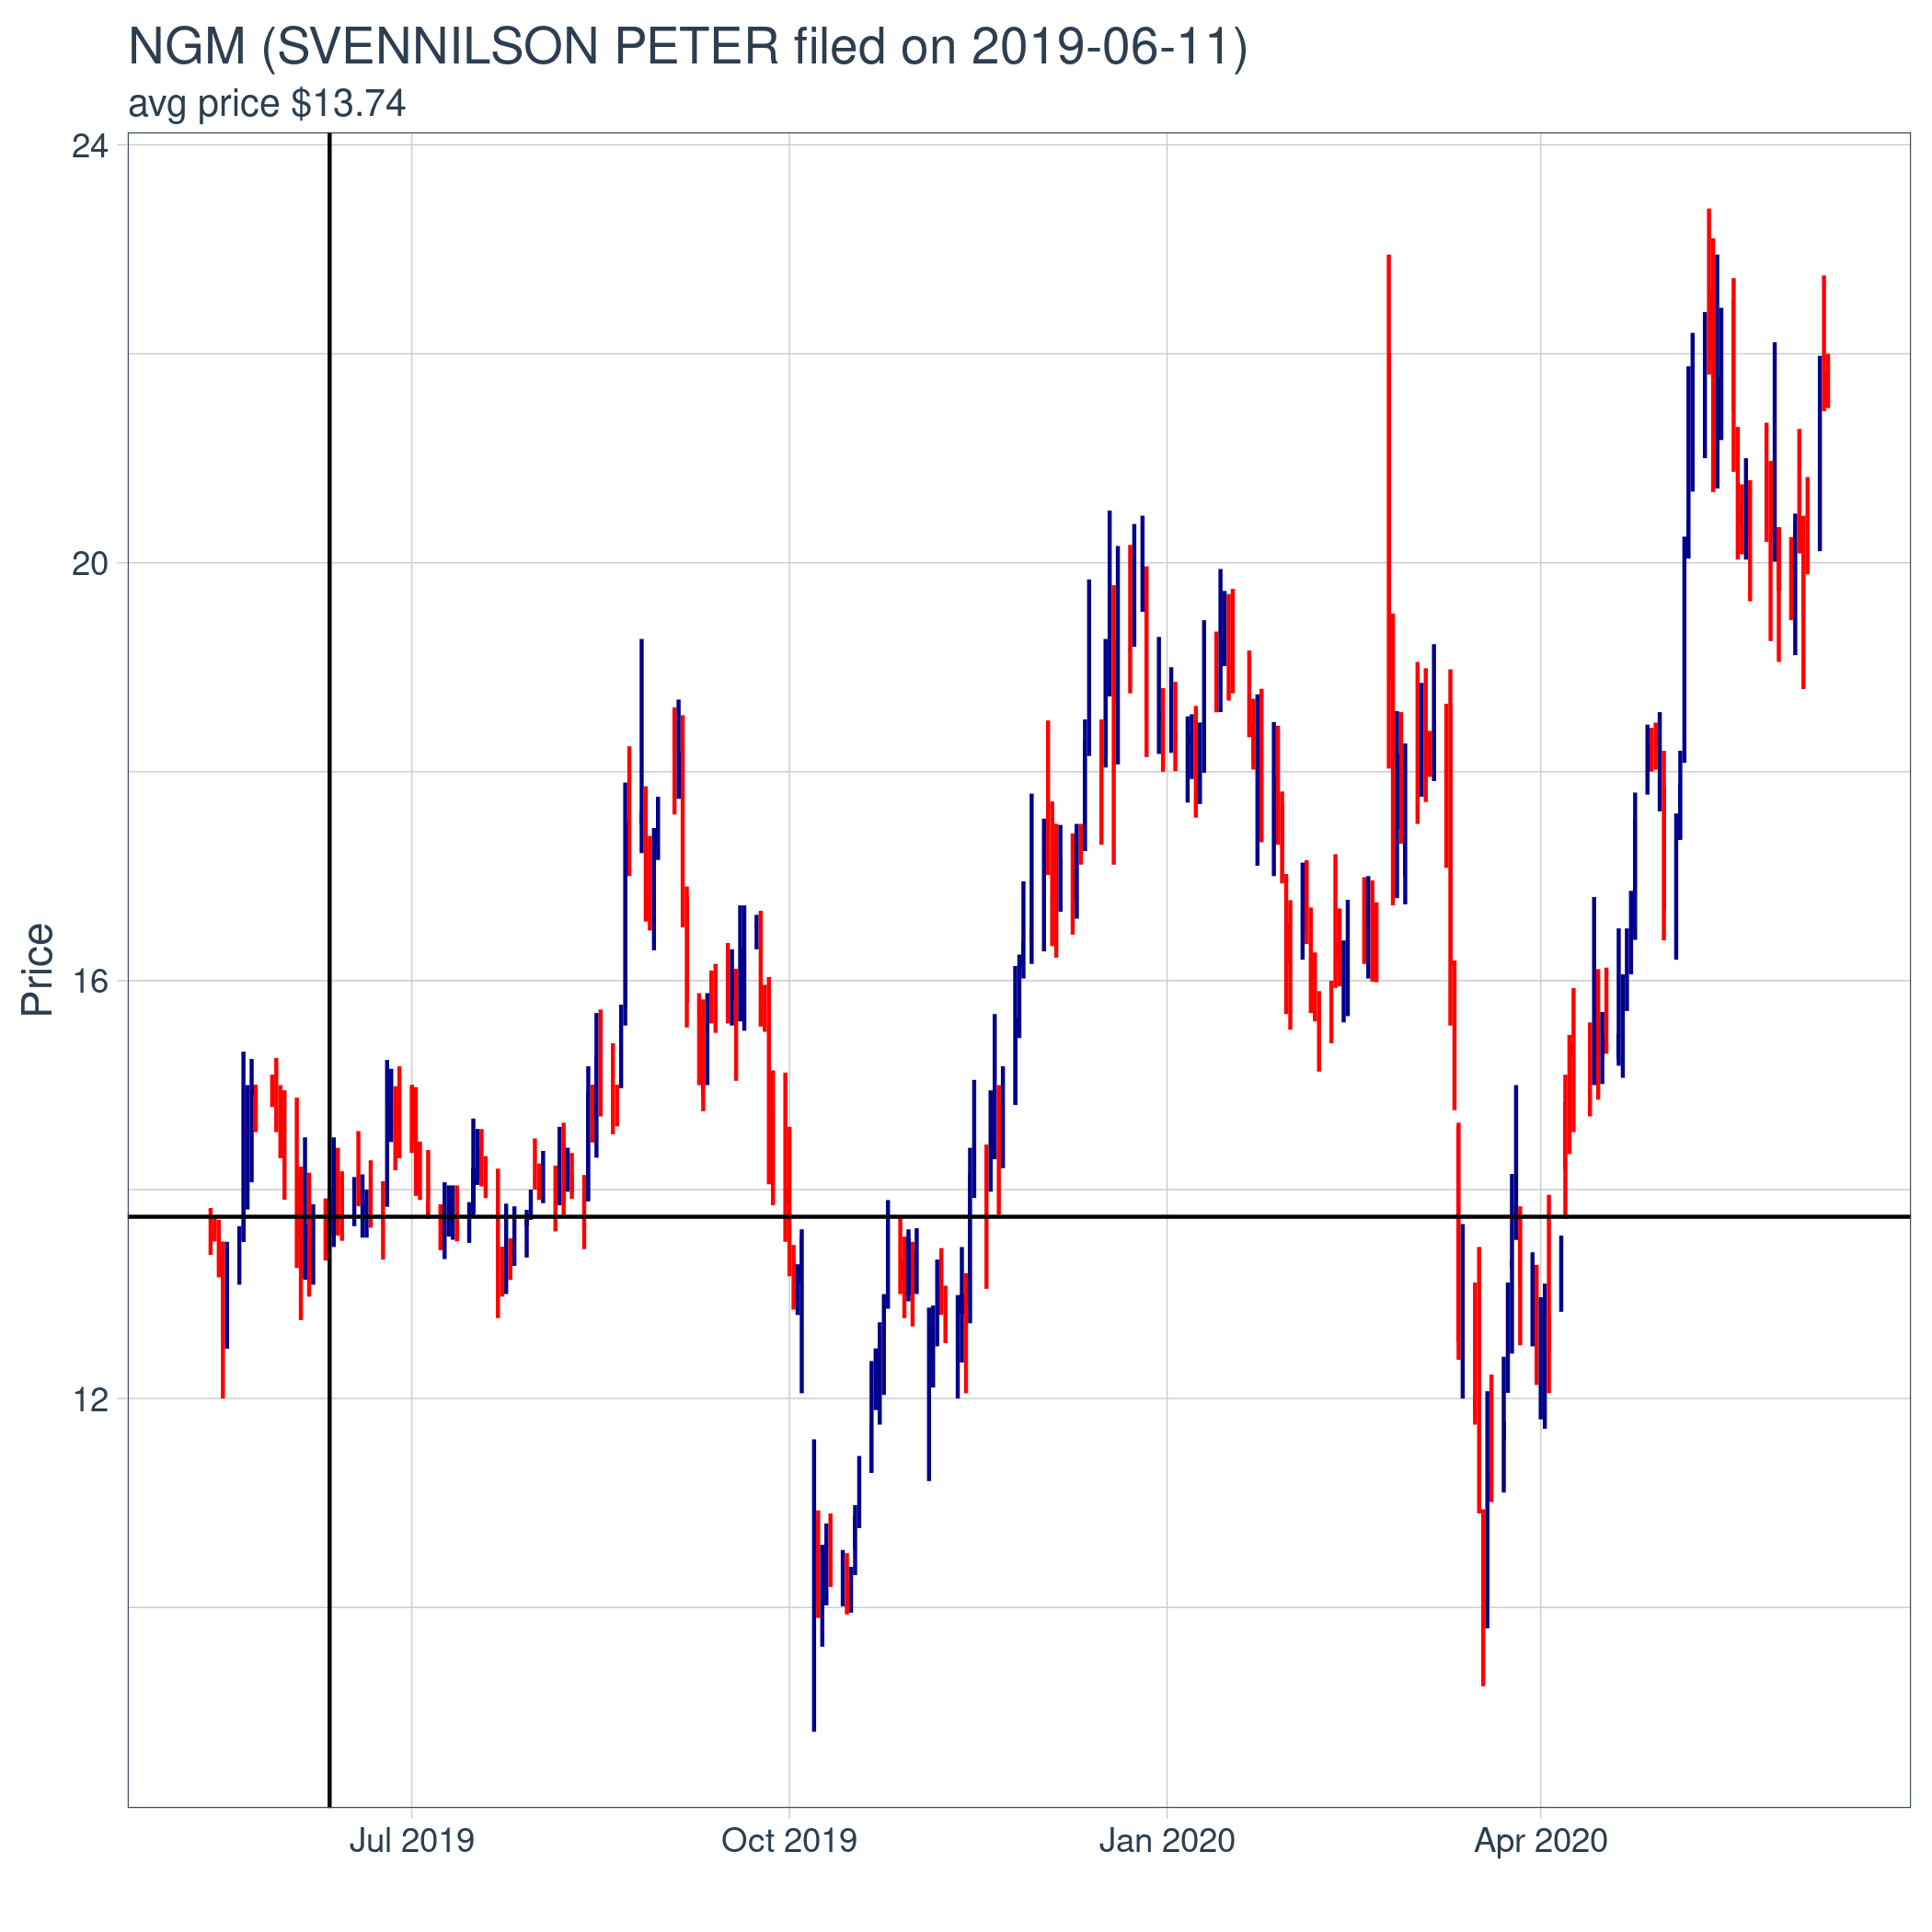 NGM (SVENNILSON PETER filed on 2019-06-11)
avg price $13.74
24
20
16
12
Price
Jul 2019
Oct 2019
Jan 2020
Apr 2020